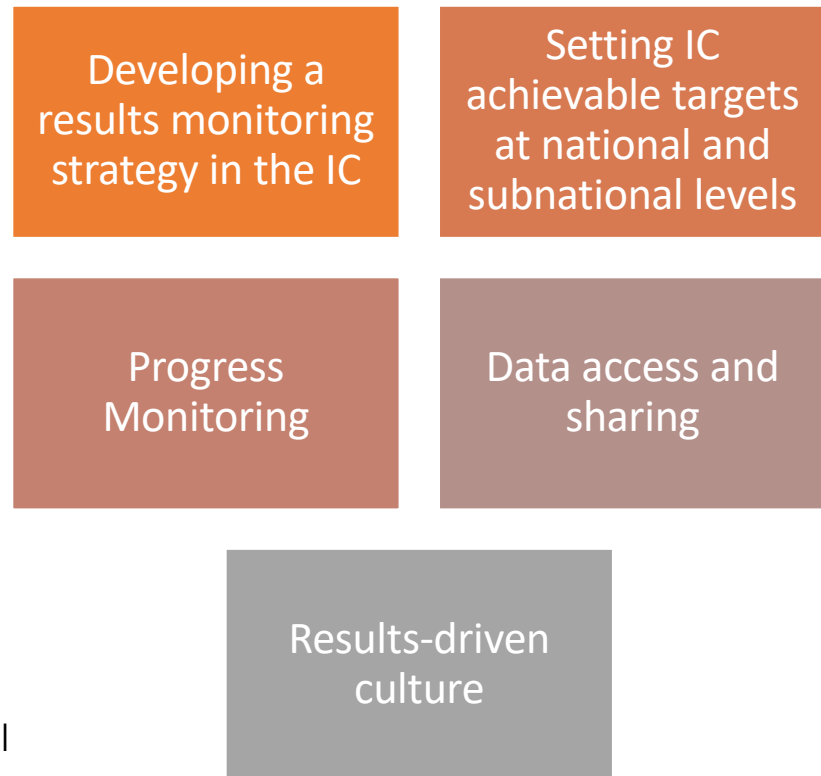 Developing a
results monitoring
strategy in the IC
Setting IC
achievable targets
at national and
subnational levels
Progress
Monitoring
Data access and
sharing
Results-driven
culture
l